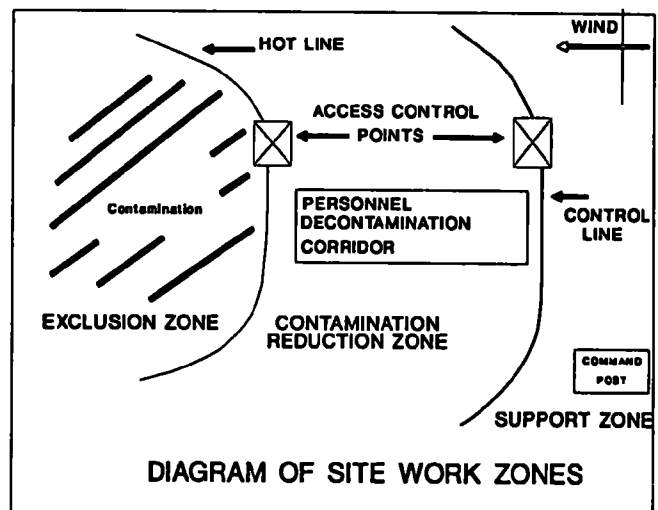 WIND
HOT LINE
ACCESS CONTROL
POINTS
PERSONNEL
DECONTAMINATION
CORRIDOR
Contamination
CONTROL
LINE
EXCLUSION ZONE
CONTAMINATION
REDUCTION ZONE
COMMAND
POST
SUPPORT ZONE
DIAGRAM OF SITE WORK ZONES